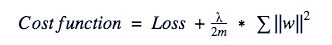 Cost function = Loss + λ/2m * ∑ ||w||²